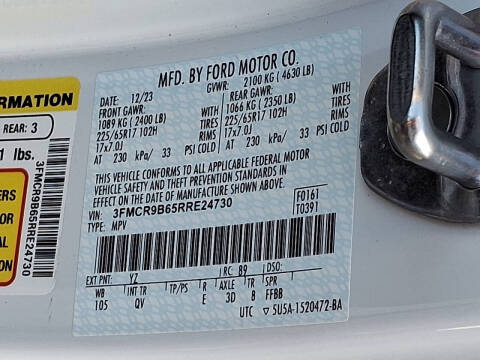 MFD. BY FORD MOTOR CO.
DATE: 12/23 GVWR: 2100 KG ( 4630 LB)
FRONT GAWR: REAR GAWR:
1089 KG ( 2400 LB) WITH 1066 KG ( 2350 LB) WITH
225/65R17 102H TIRES 225/65R17 102H TIRES
17x7.0J RIMS 17x7.0J RIMS
AT 230 kPa/ 33 PSI COLD AT 230 kPa/ 33 PSI COLD
THIS VEHICLE CONFORMS TO ALL APPLICABLE FEDERAL MOTOR
VEHICLE SAFETY AND THEFT PREVENTION STANDARDS IN
EFFECT ON THE DATE OF MANUFACTURE SHOWN ABOVE.
VIN: 3FMCR9B65RRE24730 F0161
TYPE: MPV T0391
EXT PNT: YZ RC: 89 DSO:
WB INT TR TP/PS R AXLE TR SPR
105 QV E 3D 8 FFBB
UTC 5U5A-1520472-BA
FORMATION
REAR: 3
1 lbs.
3FMCR9B65RRE24730